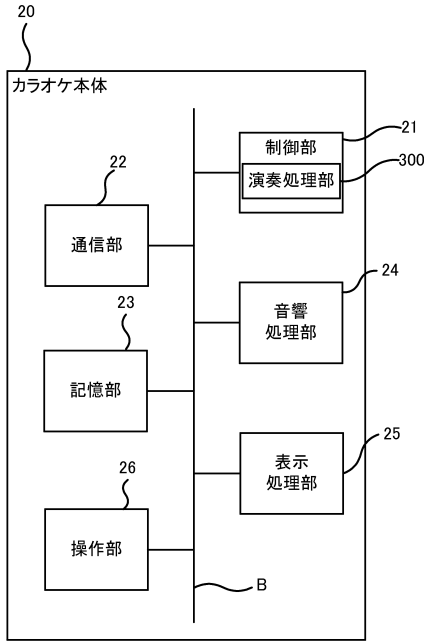 20
カラオケ本体
21
制御部
300
演奏処理部
22
通信部
24
音響
処理部
23
記憶部
25
表示
処理部
26
操作部
B